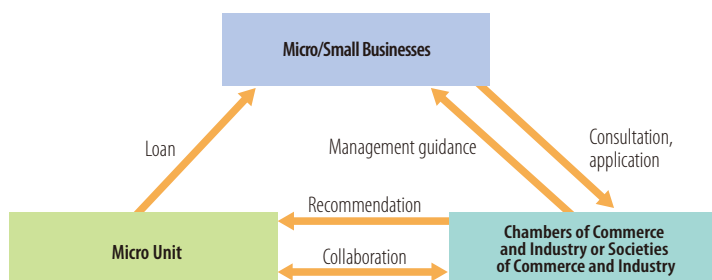 Micro/Small Businesses
Loan
Management guidance
Consultation,
application
Recommendation
Micro Unit
Collaboration
Chambers of Commerce
and Industry or Societies
of Commerce and Industry